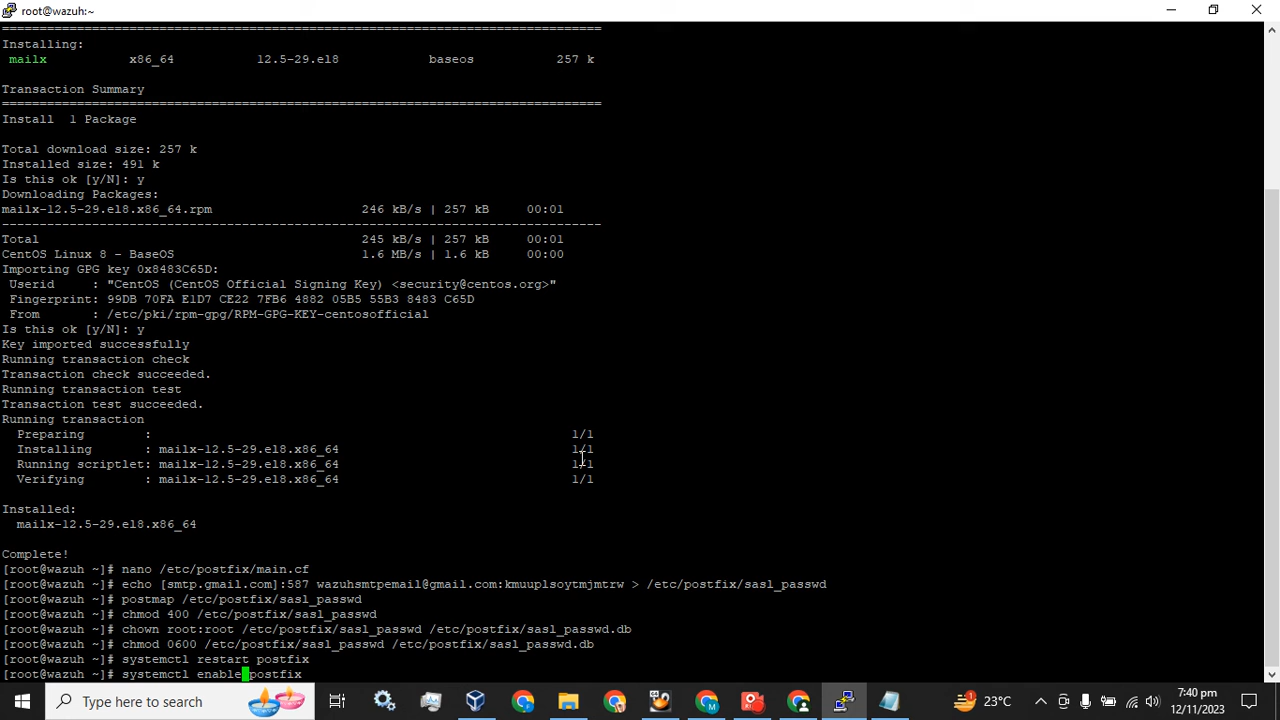 root@wazuh:~
================================================================================
Installing:
mailx x86_64 12.5-29.el8 baseos 257 k
Transaction Summary
================================================================================
Install 1 Package
Total download size: 257 k
Installed size: 491 k
Is this ok [y/N]: y
Downloading Packages:
mailx-12.5-29.el8.x86_64.rpm 246 kB/s | 257 kB 00:01
--------------------------------------------------------------------------------
Total 245 kB/s | 257 kB 00:01
CentOS Linux 8 - BaseOS 1.6 MB/s | 1.6 kB 00:00
Importing GPG key 0x8483C65D:
Userid : "CentOS (CentOS Official Signing Key) <security@centos.org>"
Fingerprint: 99DB 70FA E1D7 CE22 7FB6 4882 05B5 55B3 8483 C65D
From : /etc/pki/rpm-gpg/RPM-GPG-KEY-centosofficial
Is this ok [y/N]: y
Key imported successfully
Running transaction check
Transaction check succeeded.
Running transaction test
Transaction test succeeded.
Running transaction
Preparing : 1/1
Installing : mailx-12.5-29.el8.x86_64 1/1
Running scriptlet: mailx-12.5-29.el8.x86_64 1/1
Verifying : mailx-12.5-29.el8.x86_64 1/1
Installed:
mailx-12.5-29.el8.x86_64
Complete!
[root@wazuh ~]# nano /etc/postfix/main.cf
[root@wazuh ~]# echo [smtp.gmail.com]:587 wazuhsmtpemail@gmail.com:kmuuplsoytmjmtrw > /etc/postfix/sasl_passwd
[root@wazuh ~]# postmap /etc/postfix/sasl_passwd
[root@wazuh ~]# chmod 400 /etc/postfix/sasl_passwd
[root@wazuh ~]# chown root:root /etc/postfix/sasl_passwd /etc/postfix/sasl_passwd.db
[root@wazuh ~]# chmod 0600 /etc/postfix/sasl_passwd /etc/postfix/sasl_passwd.db
[root@wazuh ~]# systemctl restart postfix
[root@wazuh ~]# systemctl enable postfix
Type here to search
23°C
7:40 pm
12/11/2023